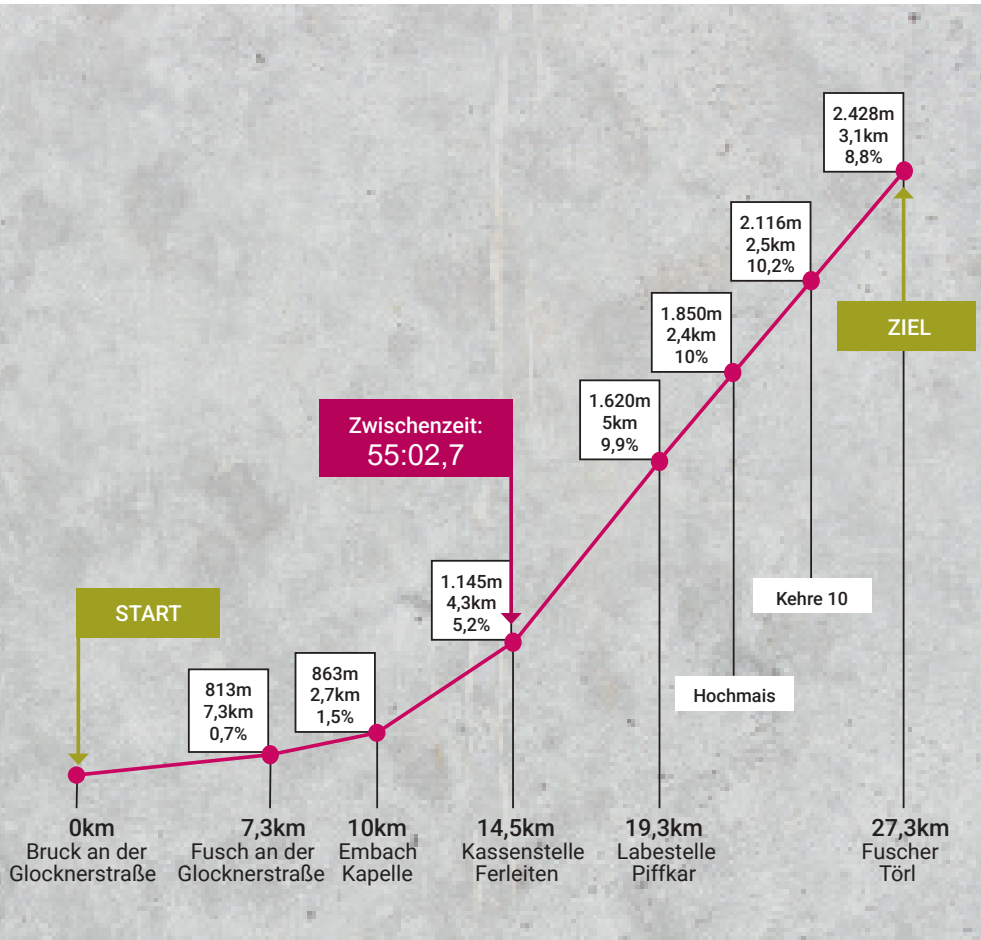 2.428m
3,1km
8,8%
2.116m
2,5km
10,2%
ZIEL
1.850m
2,4km
10%
1.620m
5km
9,9%
Zwischenzeit:
55:02,7
1.145m
4,3km
5,2%
Kehre 10
START
863m
2,7km
1,5%
813m
7,3km
0,7%
Hochmais
0km
Bruck an der
Glocknerstraße
7,3km
Fusch an der
Glocknerstraße
10km
Embach
Kapelle
14,5km
Kassenstelle
Ferleiten
19,3km
Labestelle
Piffkar
27,3km
Fuscher
Törl